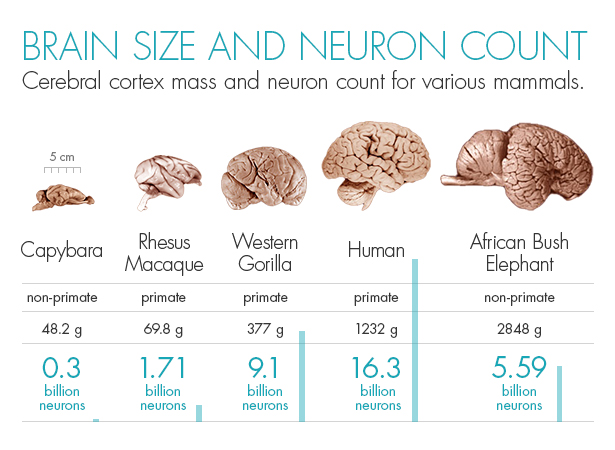 BRAIN SIZE AND NEURON COUNT
Cerebral cortex mass and neuron count for various mammals.
5 cm
Capybara
Rhesus
Macaque
Western
Gorilla
Human
African Bush
Elephant
non-primate
primate
primate
primate
non-primate
48.2 g
69.8 g
377 g
1232 g
2848 g
0.3
billion
neurons
1.71
billion
neurons
9.1
billion
neurons
16.3
billion
neurons
5.59
billion
neurons